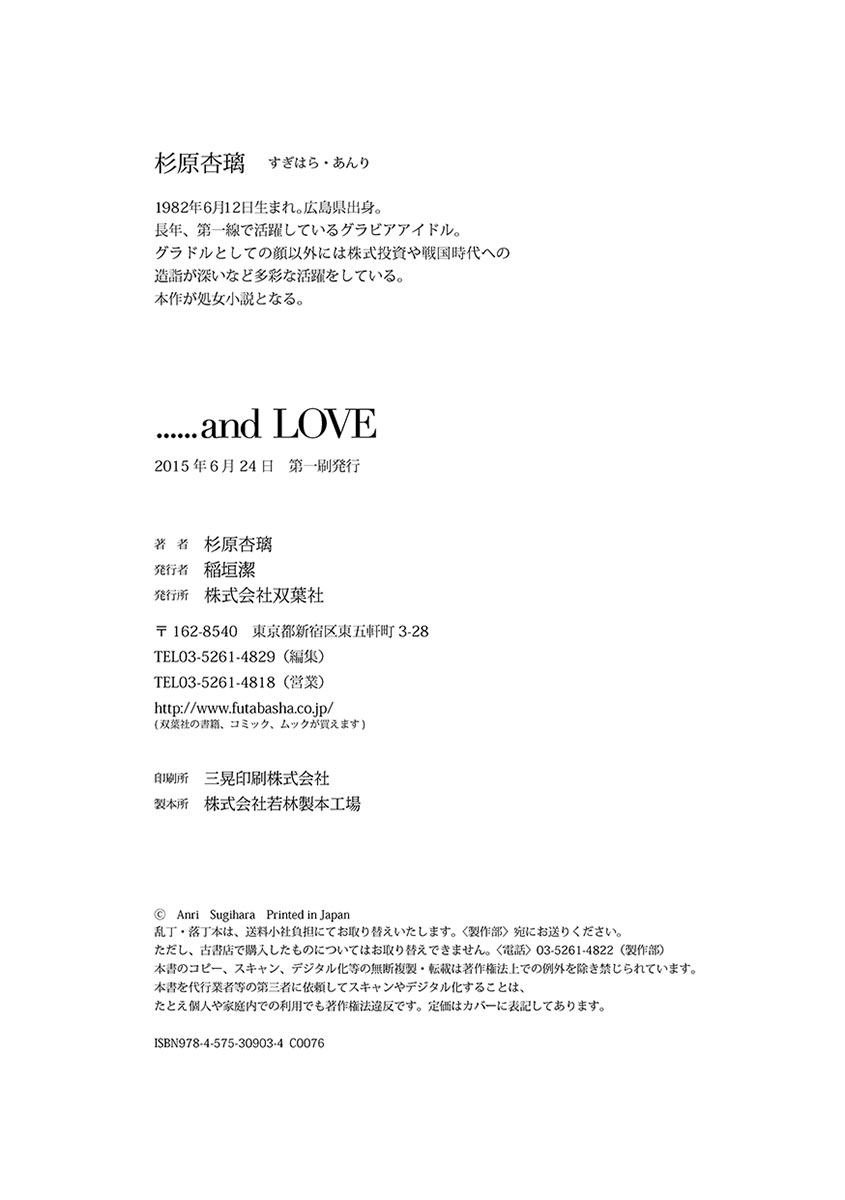 杉原杏璃　すぎはら・あんり
1982年6月12日生まれ。広島県出身。
長年、第一線で活躍しているグラビアアイドル。
グラドルとしての顔以外には株式投資や戦国時代への
造詣が深いなど多彩な活躍をしている。
本作が処女小説となる。
......and LOVE
2015年6月24日　第一刷発行
著　者　杉原杏璃
発行者　稲垣潔
発行所　株式会社双葉社
〒162-8540　東京都新宿区東五軒町3-28
TEL03-5261-4829（編集）
TEL03-5261-4818（営業）
http://www.futabasha.co.jp/
(双葉社の書籍、コミック、ムックが買えます)
印刷所　三晃印刷株式会社
製本所　株式会社若林製本工場
Ⓒ　Anri　Sugihara　Printed in Japan
乱丁・落丁本は、送料小社負担にてお取り替えいたします。〈製作部〉宛にお送りください。
ただし、古書店で購入したものについてはお取り替えできません。〈電話〉03-5261-4822（製作部）
本書のコピー、スキャン、デジタル化等の無断複製・転載は著作権法上での例外を除き禁じられています。
本書を代行業者等の第三者に依頼してスキャンやデジタル化することは、
たとえ個人や家庭内での利用でも著作権法違反です。定価はカバーに表記してあります。
ISBN978-4-575-30903-4 C0076